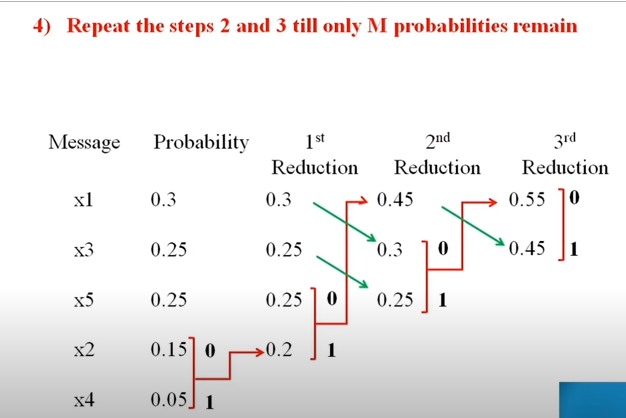 4) Repeat the steps 2 and 3 till only M probabilities remain
Message Probability 1st Reduction 2nd Reduction 3rd Reduction
x1 0.3 0.3 0.45 0.55 0
x3 0.25 0.25 0.3 0 0.45 1
x5 0.25 0.25 0 0.25 1
x2 0.15 0 0.2 1
x4 0.05 1